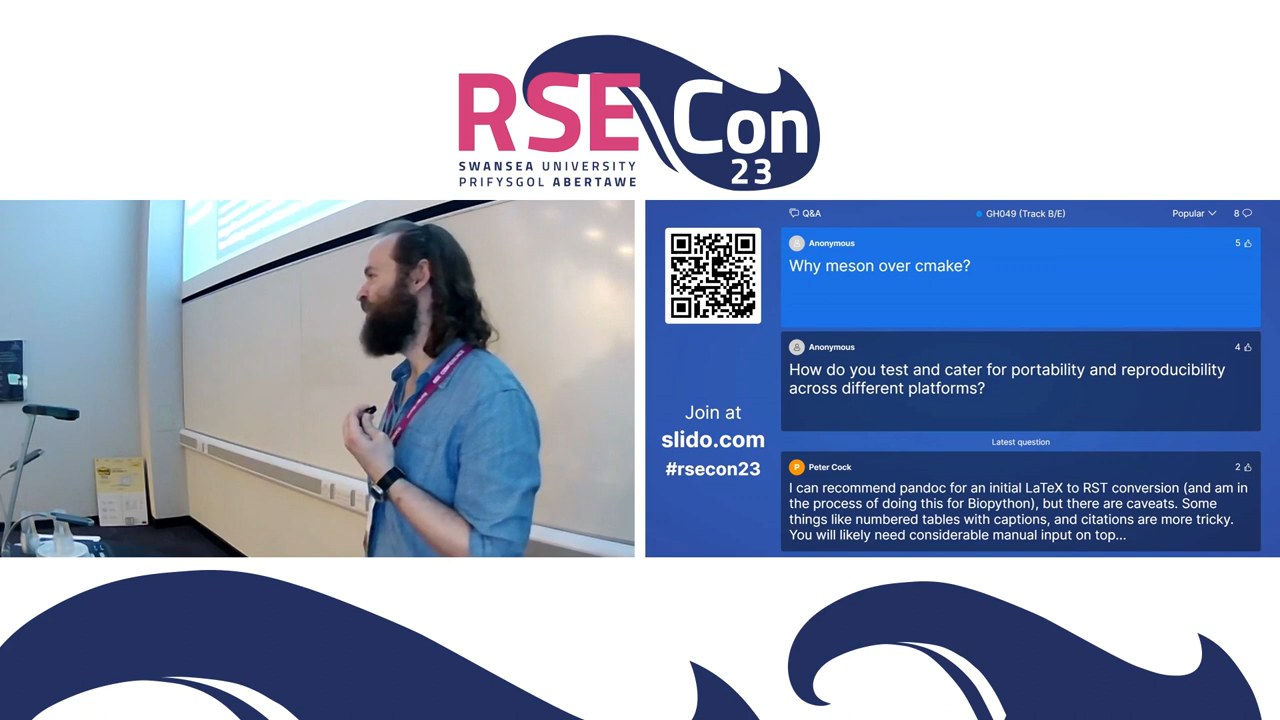 RSE Con
23
SWANSEA UNIVERSITY
PRIFYSGOL ABERTAWE
Q&A
GH049 (Track B/E)
Popular
8
Anonymous
5
Why meson over cmake?
Anonymous
4
How do you test and cater for portability and reproducibility
across different platforms?
Join at
slido.com
#rsecon23
Latest question
P
Peter Cock
2
I can recommend pandoc for an initial LaTeX to RST conversion (and am in
the process of doing this for Biopython), but there are caveats. Some
things like numbered tables with captions, and citations are more tricky.
You will likely need considerable manual input on top...